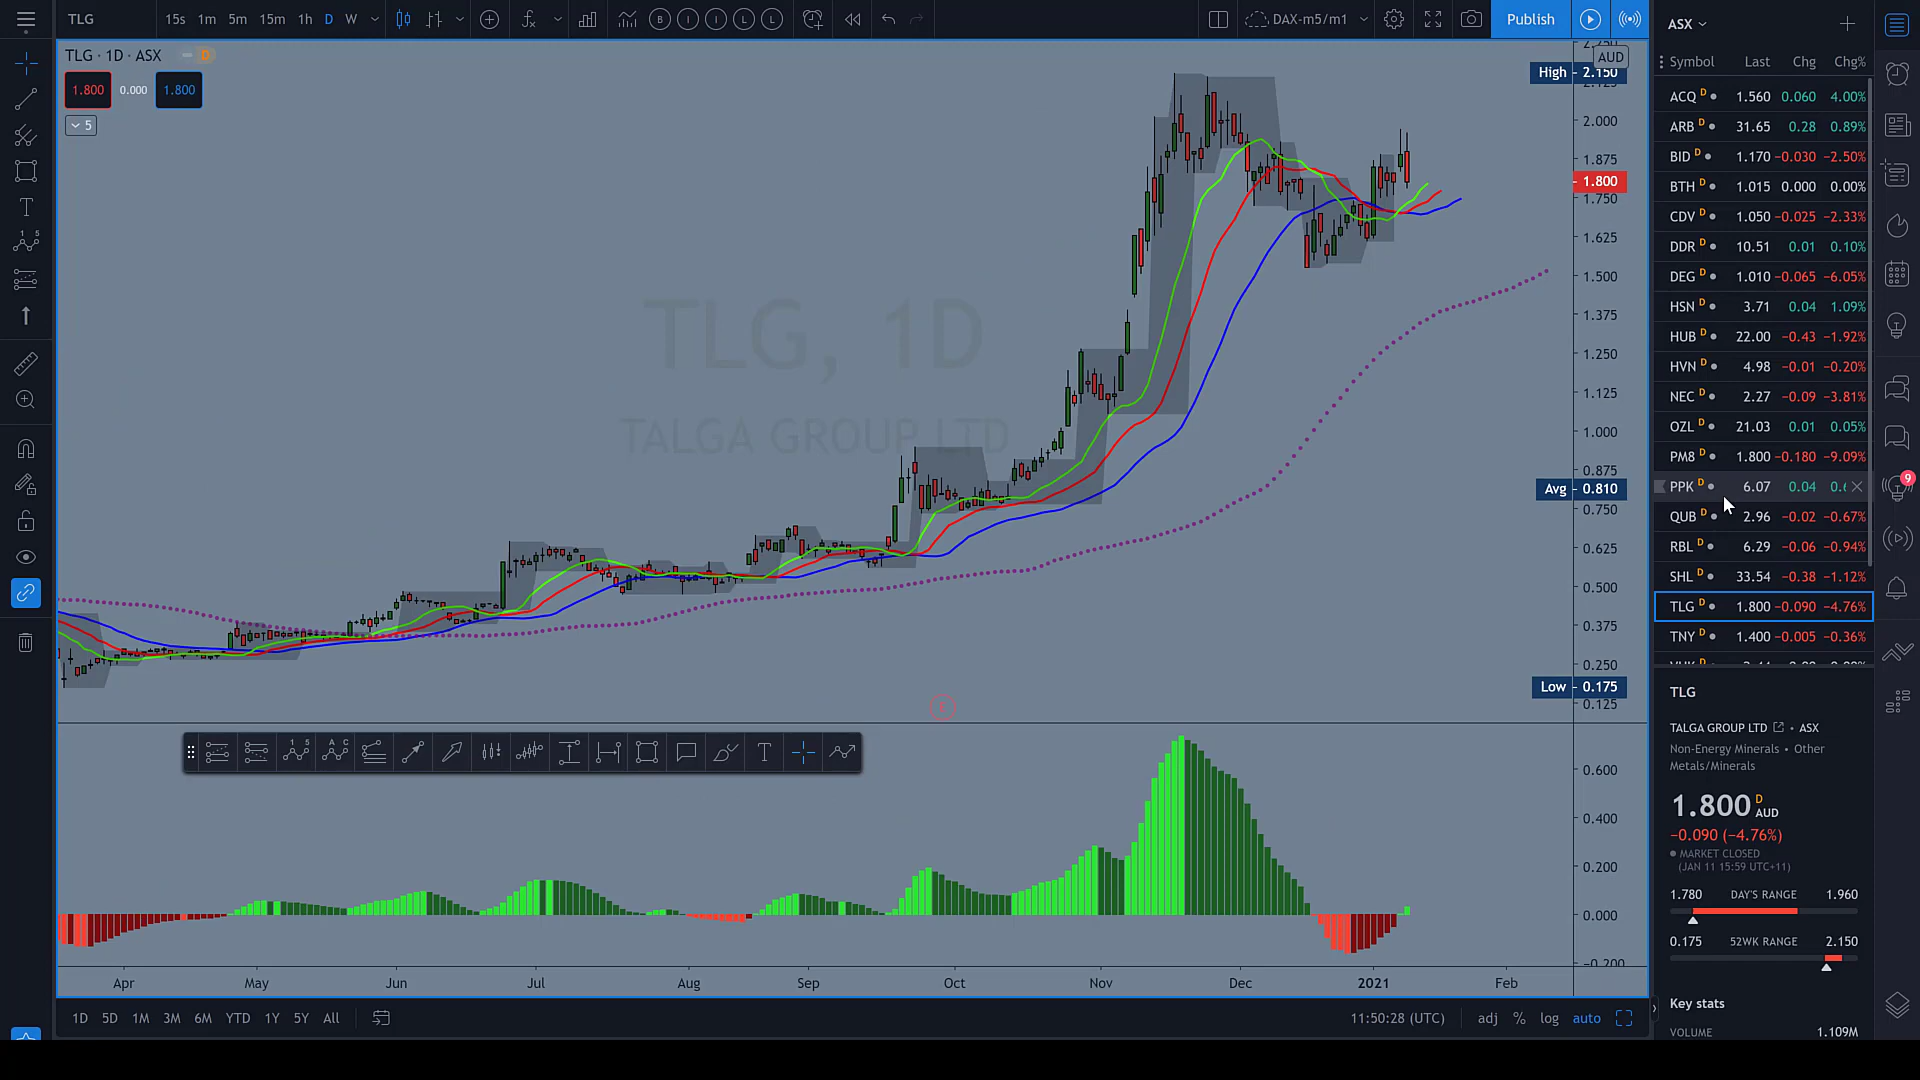 TLG 15s 1m 5m 15m 1h D W B I I L L DAX-m5/m1 Publish
TLG · 1D · ASX D
1.800 0.000 1.800
5
TLG, 1D
TALGA GROUP LTD
AUD
High 2.150
2.125
2.000
1.875
1.800
1.750
1.625
1.500
1.375
1.250
1.125
1.000
0.875
Avg 0.810
0.750
0.625
0.500
0.375
0.250
Low 0.175
0.125
E
0.600
0.400
0.200
0.000
-0.200
Apr May Jun Jul Aug Sep Oct Nov Dec 2021 Feb
1D 5D 1M 3M 6M YTD 1Y 5Y All 11:50:28 (UTC) adj % log auto
ASX
Symbol Last Chg Chg%
ACQ D 1.560 0.060 4.00%
ARB D 31.65 0.28 0.89%
BID D 1.170 −0.030 −2.50%
BTH D 1.015 0.000 0.00%
CDV D 1.050 −0.025 −2.33%
DDR D 10.51 0.01 0.10%
DEG D 1.010 −0.065 −6.05%
HSN D 3.71 0.04 1.09%
HUB D 22.00 −0.43 −1.92%
HVN D 4.98 −0.01 −0.20%
NEC D 2.27 −0.09 −3.81%
OZL D 21.03 0.01 0.05%
PM8 D 1.800 −0.180 −9.09%
PPK D 6.07 0.04
QUB D 2.96 −0.02 −0.67%
RBL D 6.29 −0.06 −0.94%
SHL D 33.54 −0.38 −1.12%
TLG D 1.800 −0.090 −4.76%
TNY D 1.400 −0.005 −0.36%
9
TLG
TALGA GROUP LTD · ASX
Non-Energy Minerals · Other
Metals/Minerals
1.800 D AUD
−0.090 (−4.76%)
MARKET CLOSED
(JAN 11 15:59 UTC+11)
1.780 DAY'S RANGE 1.960
0.175 52WK RANGE 2.150
Key stats
VOLUME 1.109M